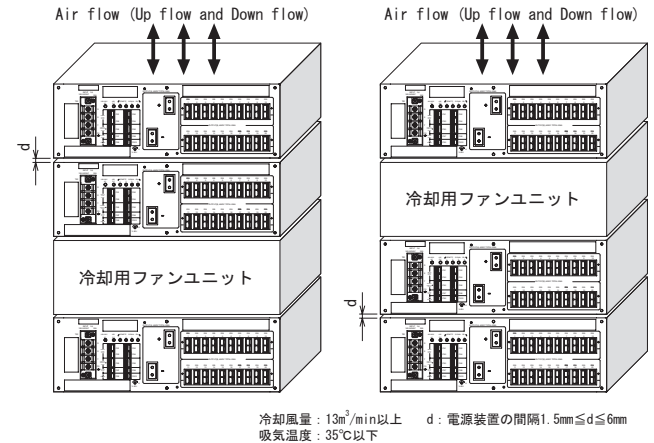 Air flow (Up flow and Down flow)
Air flow (Up flow and Down flow)
d
冷却用ファンユニット
冷却用ファンユニット
d
冷却風量：13m³/min以上　d：電源装置の間隔1.5mm≦d≦6mm
吸気温度：35℃以下